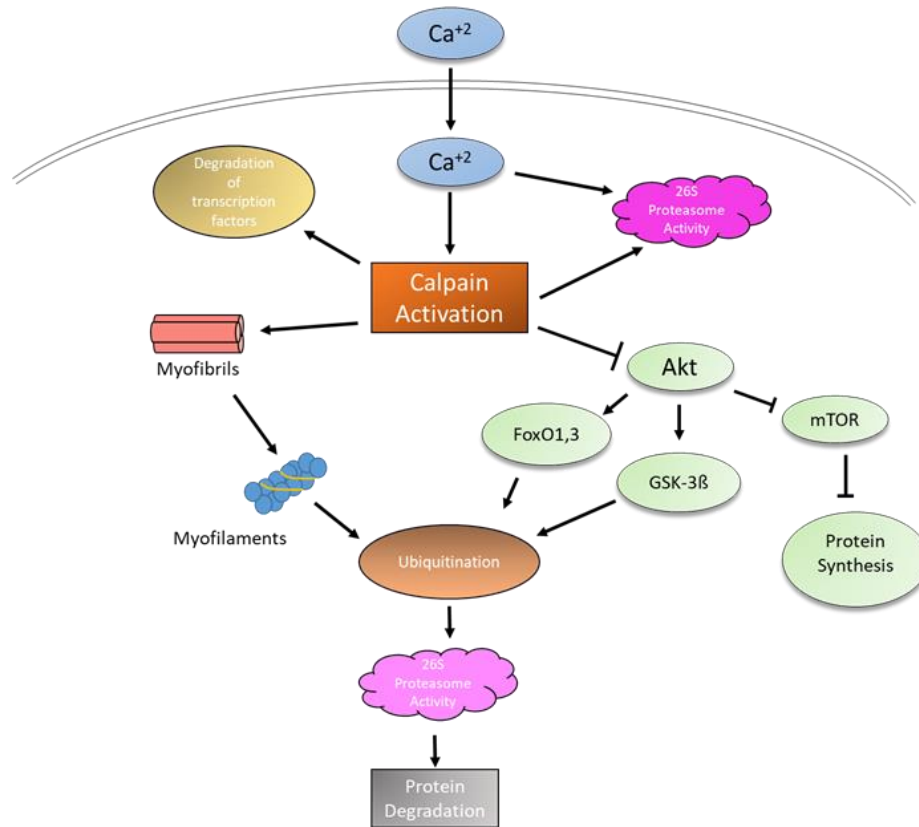 Ca+2
Ca+2
Degradation
of
transcription
factors
26S
Proteasome
Activity
Calpain
Activation
Myofibrils
Akt
mTOR
FoxO1,3
GSK-3ß
Myofilaments
Protein
Synthesis
Ubiquitination
26S
Proteasome
Activity
Protein
Degradation